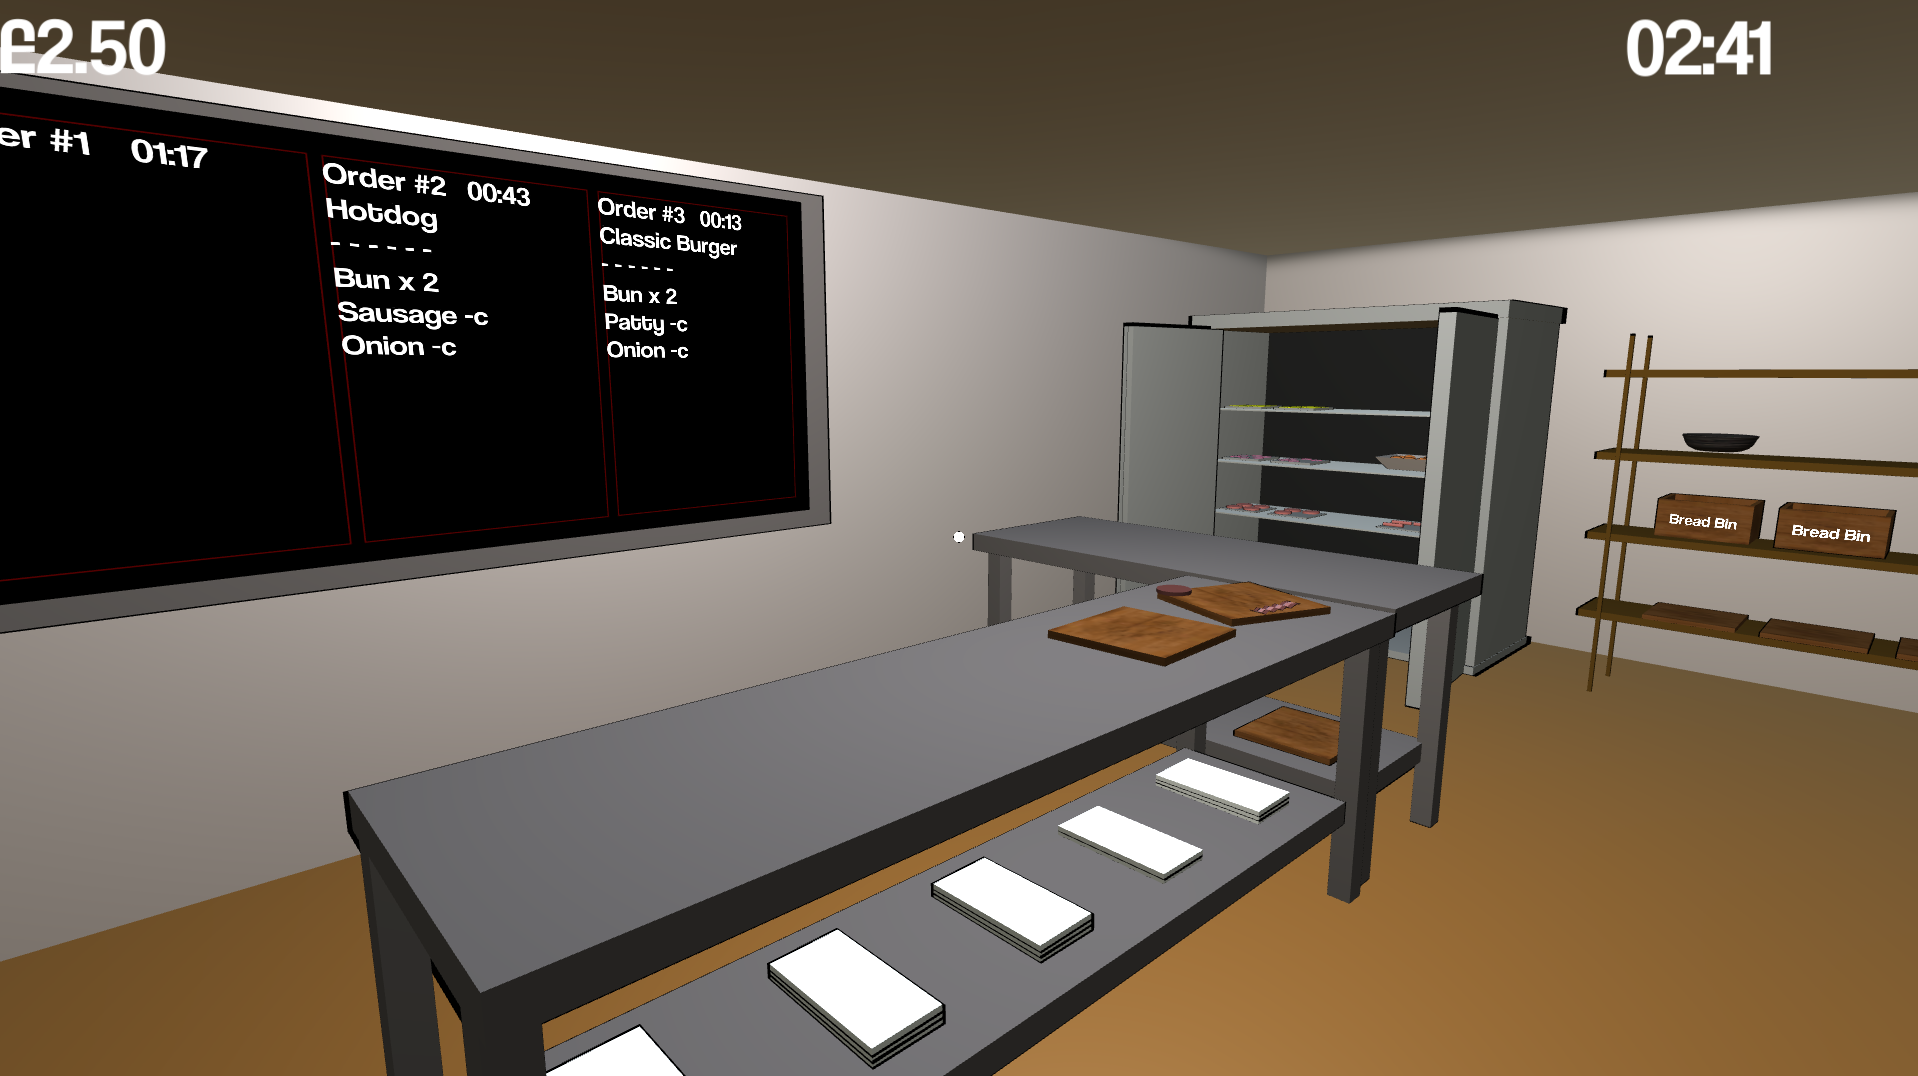 £2.50
02:41
#1 01:17
Order #2 00:43
Hotdog
- - - - - -
Bun x 2
Sausage -c
Onion -c
Order #3 00:13
Classic Burger
- - - - - -
Bun x 2
Patty -c
Onion -c
Bread Bin
Bread Bin